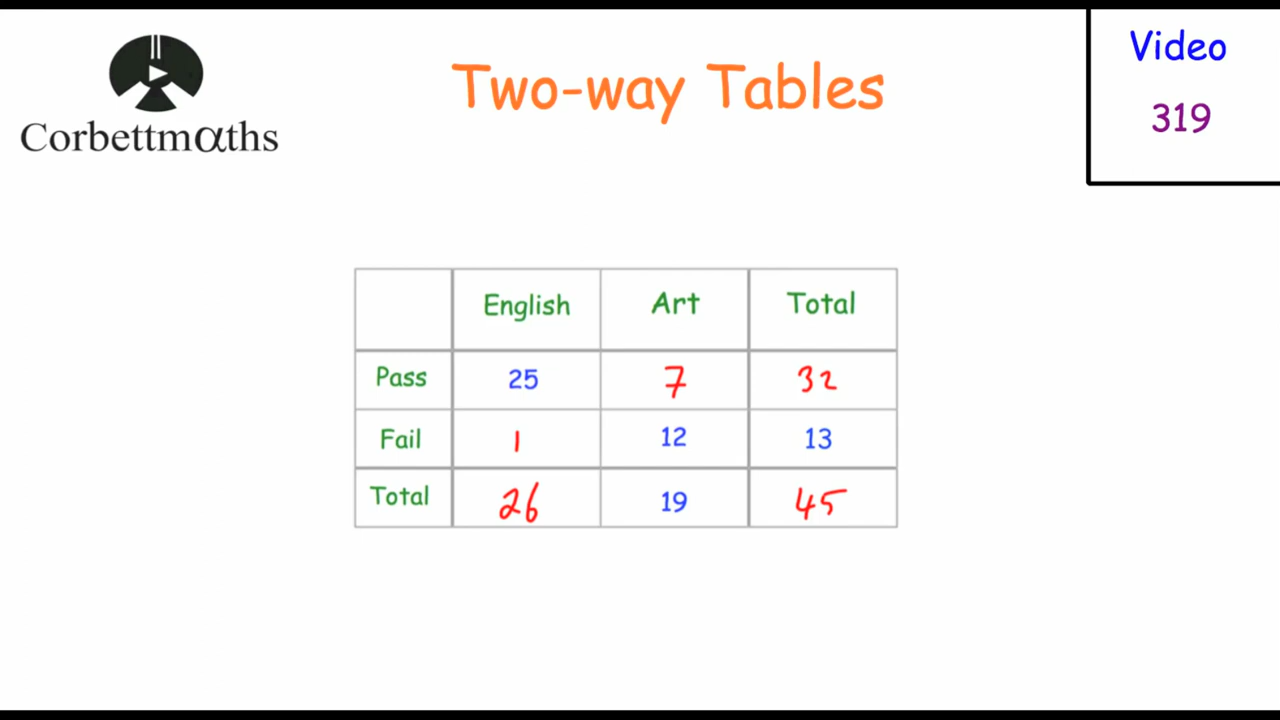 Corbettmαths
Two-way Tables
Video
319
English Art Total
Pass 25 7 32
Fail 1 12 13
Total 26 19 45